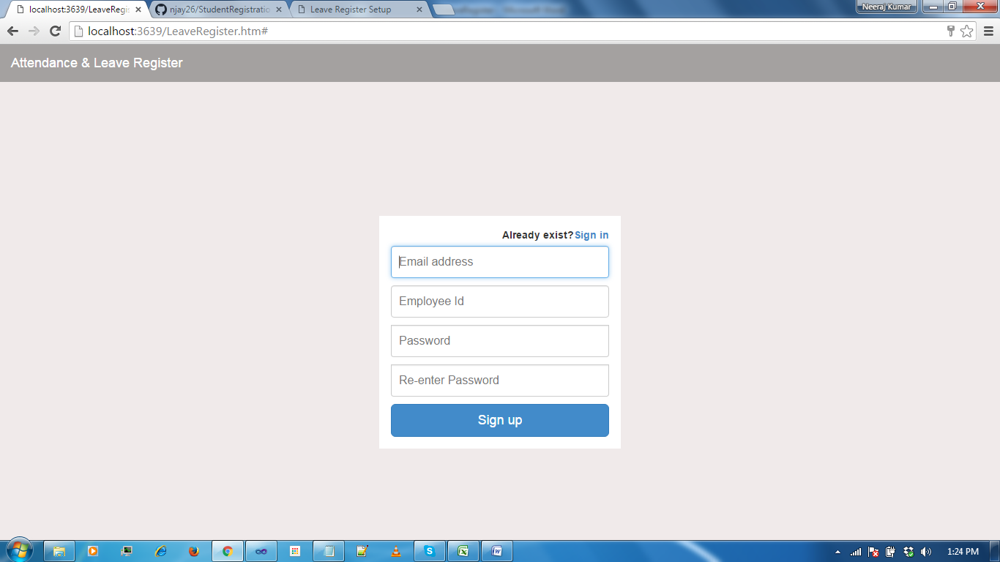 localhost:3639/LeaveRegis
njay26/StudentRegistratio
Leave Register Setup
Neeraj Kumar
localhost:3639/LeaveRegister.htm#
Attendance & Leave Register
Already exist?Sign in
Email address
Employee Id
Password
Re-enter Password
Sign up
1:24 PM